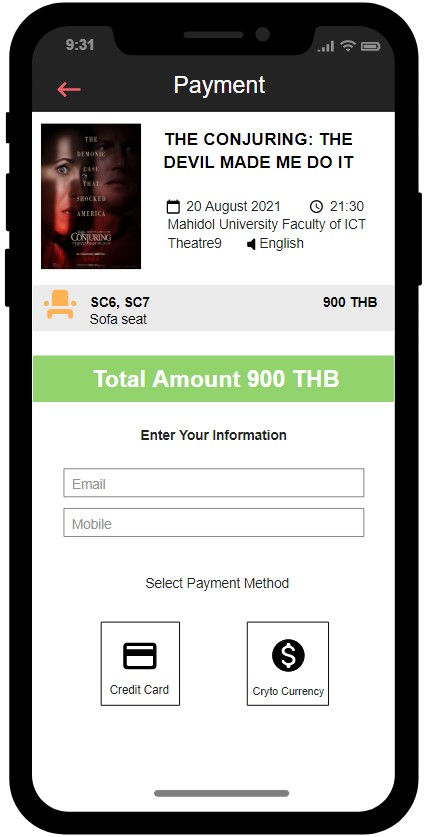 9:31
Payment
THE
DEMONIC
CASE
THAT
SHOCKED
AMERICA
THE CONJURING: THE
DEVIL MADE ME DO IT
20 August 2021 21:30
Mahidol University Faculty of ICT
Theatre9 English
CONJURING
SC6, SC7 900 THB
Sofa seat
Total Amount 900 THB
Enter Your Information
Email
Mobile
Select Payment Method
Credit Card
Cryto Currency